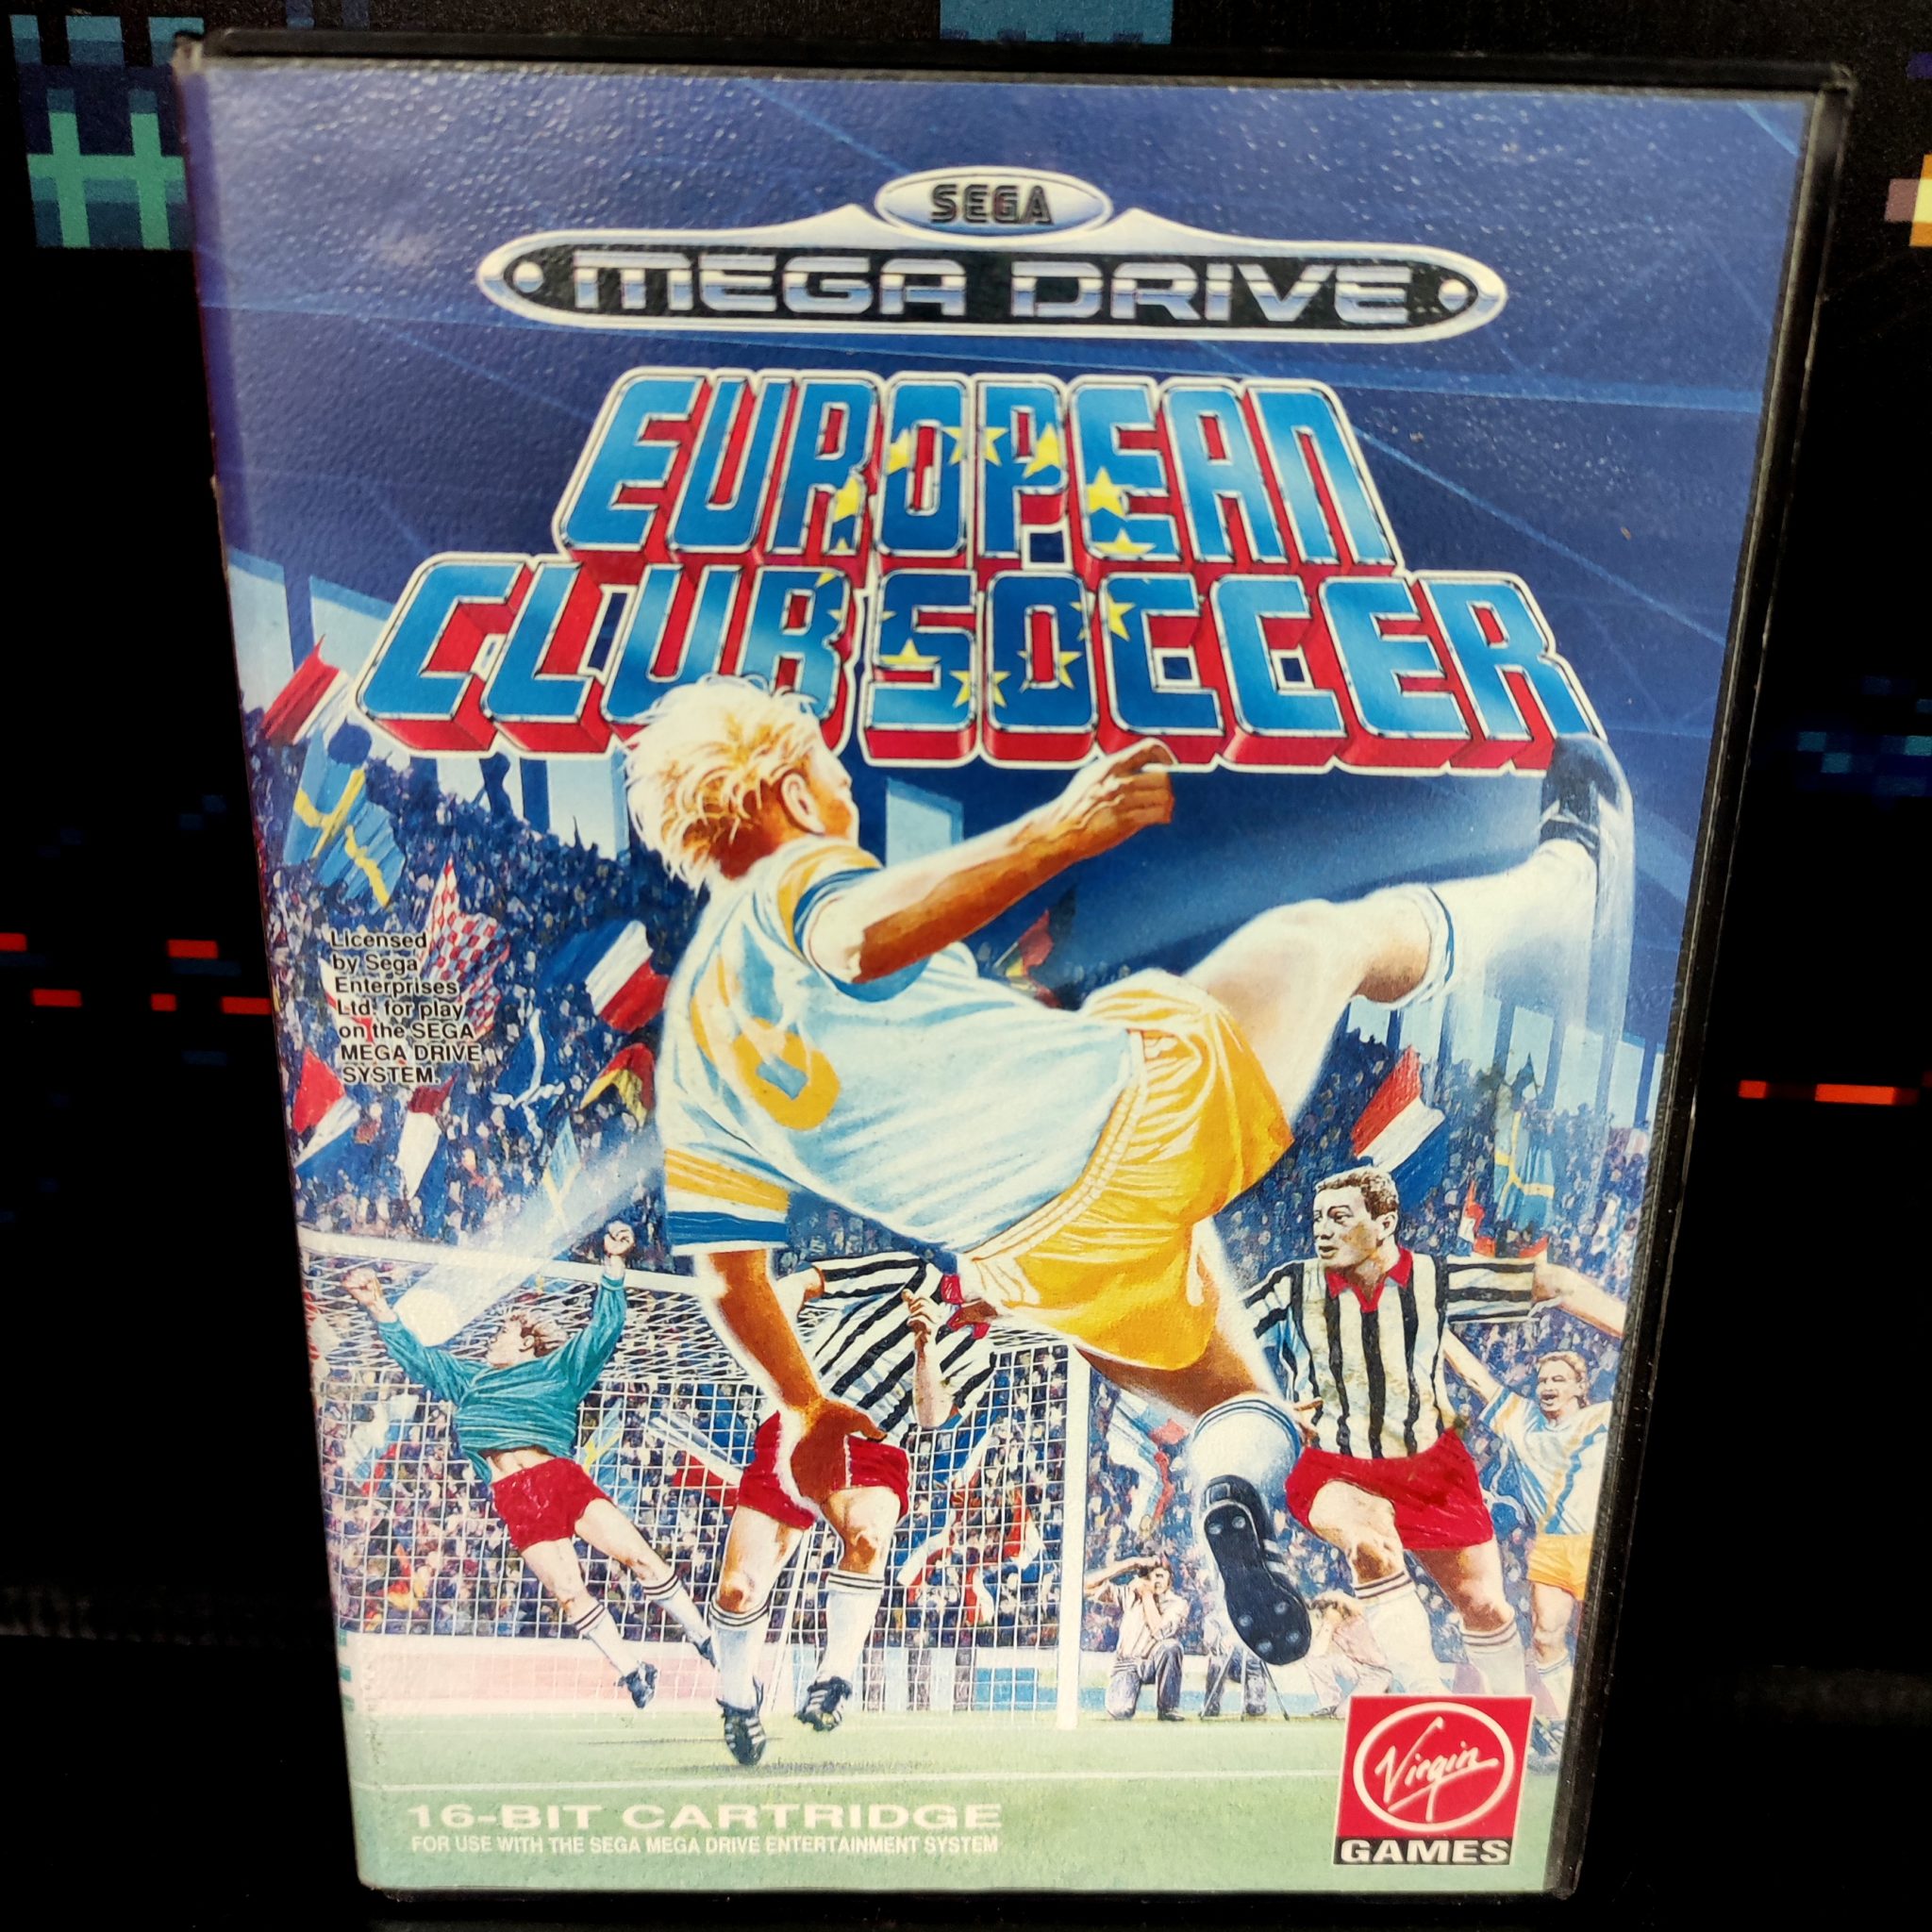 SEGA
MEGA DRIVE
EUROPEAN
CLUB SOCCER
Licensed
by Sega
Enterprises
Ltd. for play
on the SEGA
MEGA DRIVE
SYSTEM.
16-BIT CARTRIDGE
FOR USE WITH THE SEGA MEGA DRIVE ENTERTAINMENT SYSTEM
Virgin
GAMES